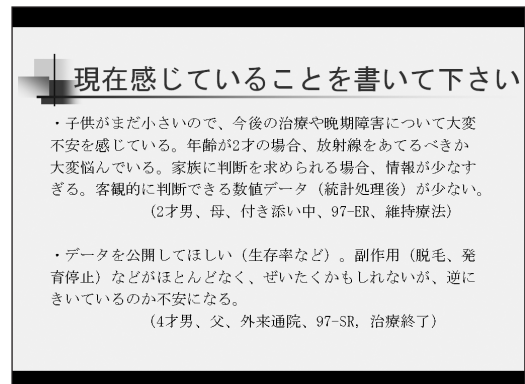 現在感じていることを書いて下さい
・子供がまだ小さいので、今後の治療や晩期障害について大変
不安を感じている。年齢が2才の場合、放射線をあてるべきか
大変悩んでいる。家族に判断を求められる場合、情報が少なす
ぎる。客観的に判断できる数値データ（統計処理後）が少ない。
（2才男、母、付き添い中、97-ER、維持療法）
・データを公開してほしい（生存率など）。副作用（脱毛、発
育停止）などがほとんどなく、ぜいたくかもしれないが、逆に
きいているのか不安になる。
（4才男、父、外来通院、97-SR, 治療終了）